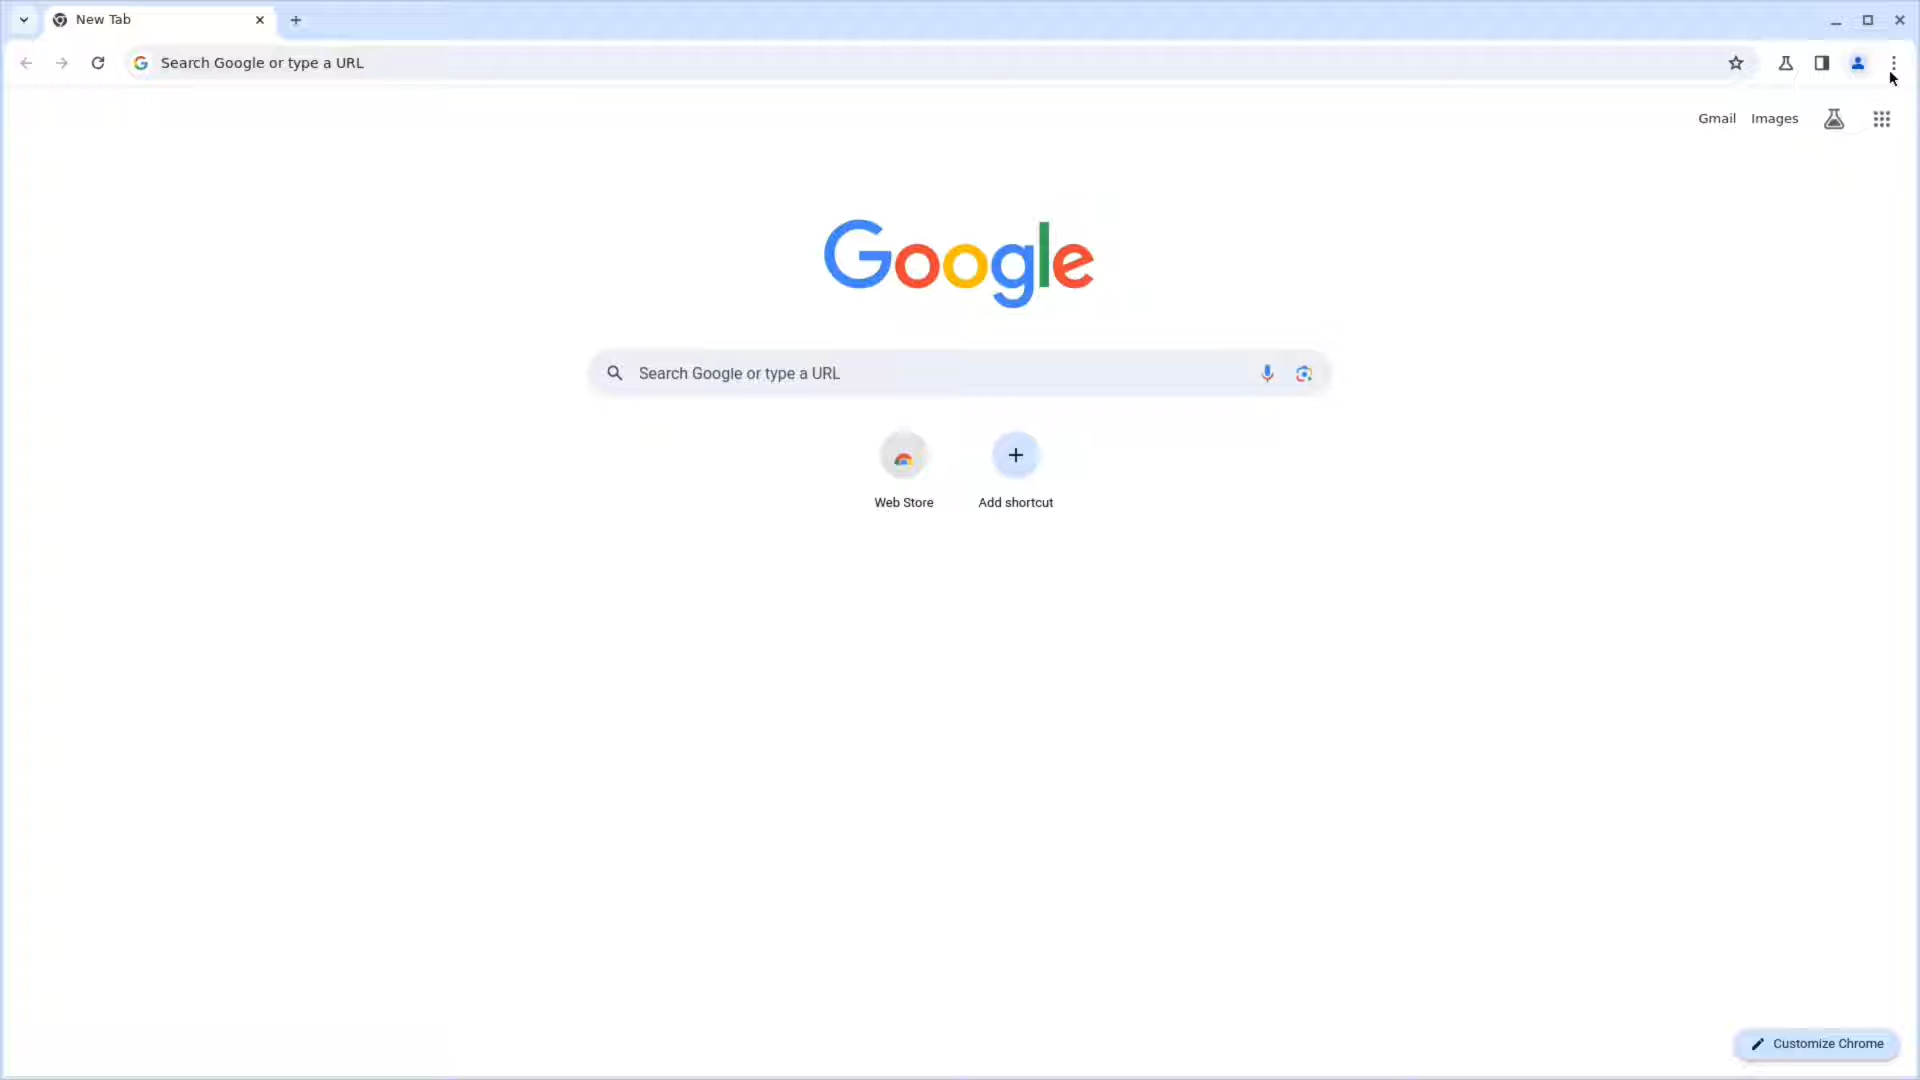 New Tab
Search Google or type a URL
Gmail Images
Google
Search Google or type a URL
Web Store Add shortcut
Customize Chrome